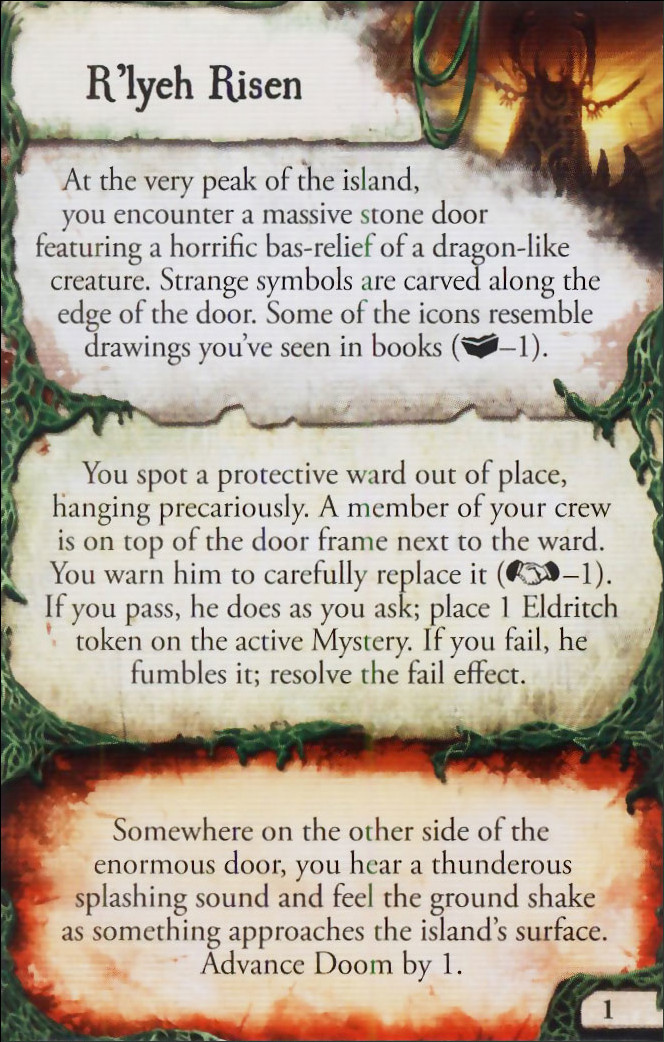 R'lyeh Risen
At the very peak of the island,
you encounter a massive stone door
featuring a horrific bas-relief of a dragon-like
creature. Strange symbols are carved along the
edge of the door. Some of the icons resemble
drawings you've seen in books (–1).
You spot a protective ward out of place,
hanging precariously. A member of your crew
is on top of the door frame next to the ward.
You warn him to carefully replace it (–1).
If you pass, he does as you ask; place 1 Eldritch
token on the active Mystery. If you fail, he
fumbles it; resolve the fail effect.
Somewhere on the other side of the
enormous door, you hear a thunderous
splashing sound and feel the ground shake
as something approaches the island's surface.
Advance Doom by 1.
1